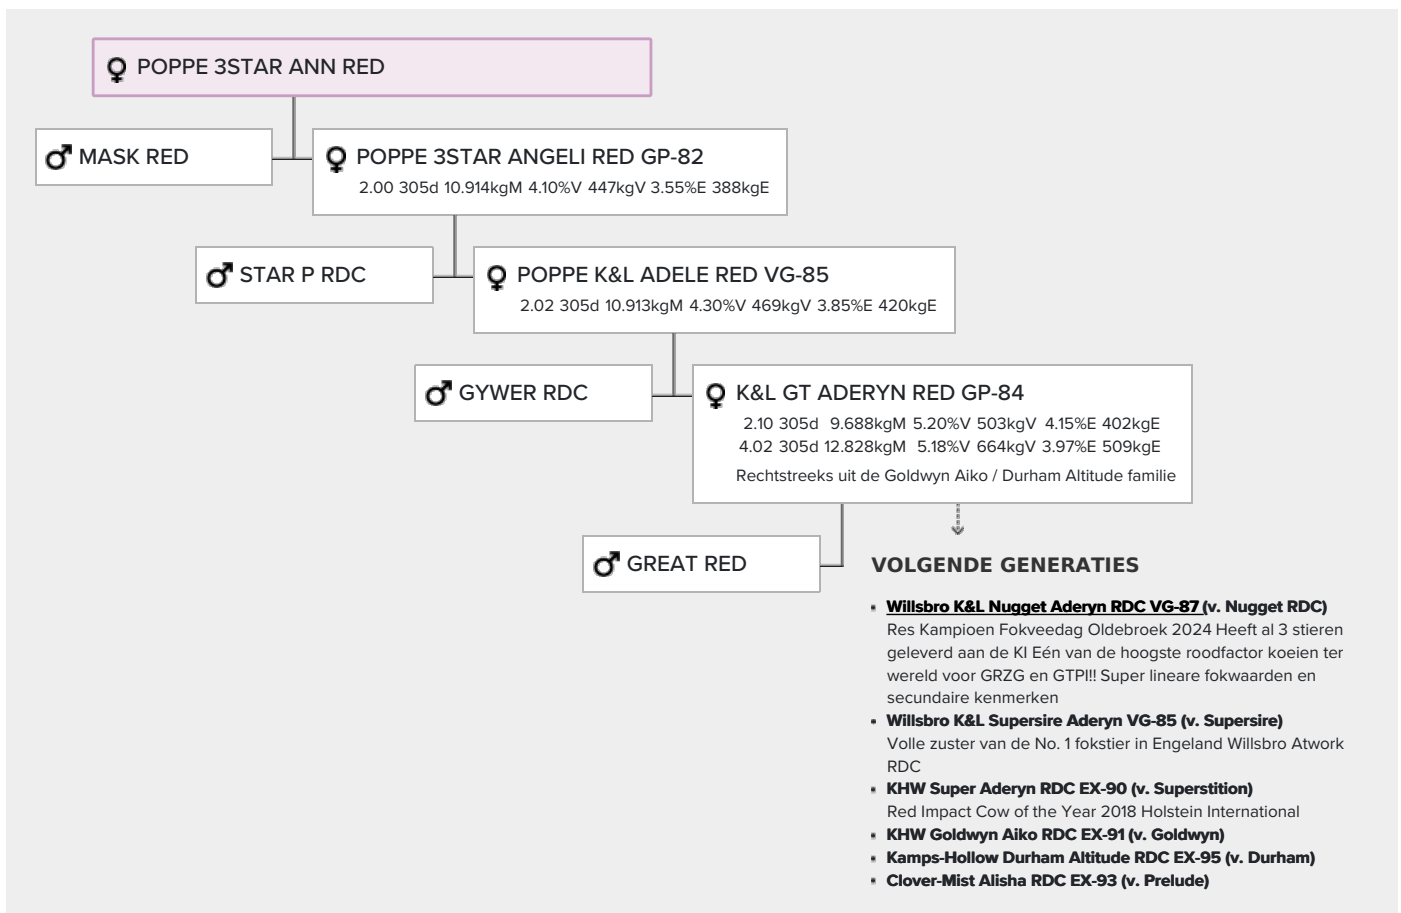 POPPE 3STAR ANN RED
MASK RED
POPPE 3STAR ANGELI RED GP-82
2.00 305d 10.914kgM 4.10%V 447kgV 3.55%E 388kgE
STAR P RDC
POPPE K&L ADELE RED VG-85
2.02 305d 10.913kgM 4.30%V 469kgV 3.85%E 420kgE
GYWER RDC
K&L GT ADERYN RED GP-84
2.10 305d 9.688kgM 5.20%V 503kgV 4.15%E 402kgE
4.02 305d 12.828kgM 5.18%V 664kgV 3.97%E 509kgE
Rechtstreeks uit de Goldwyn Aiko / Durham Altitude familie
GREAT RED
VOLGENDE GENERATIES
Willsbro K&L Nugget Aderyn RDC VG-87 (v. Nugget RDC)
Res Kampioen Fokveedag Oldebroek 2024 Heeft al 3 stieren
geleverd aan de KI Eén van de hoogste roodfactor koeien ter
wereld voor GRZG en GTPI!! Super lineare fokwaarden en
secundaire kenmerken
Willsbro K&L Supersire Aderyn VG-85 (v. Supersire)
Volle zuster van de No. 1 fokstier in Engeland Willsbro Atwork
RDC
KHW Super Aderyn RDC EX-90 (v. Superstition)
Red Impact Cow of the Year 2018 Holstein International
KHW Goldwyn Aiko RDC EX-91 (v. Goldwyn)
Kamps-Hollow Durham Altitude RDC EX-95 (v. Durham)
Clover-Mist Alisha RDC EX-93 (v. Prelude)